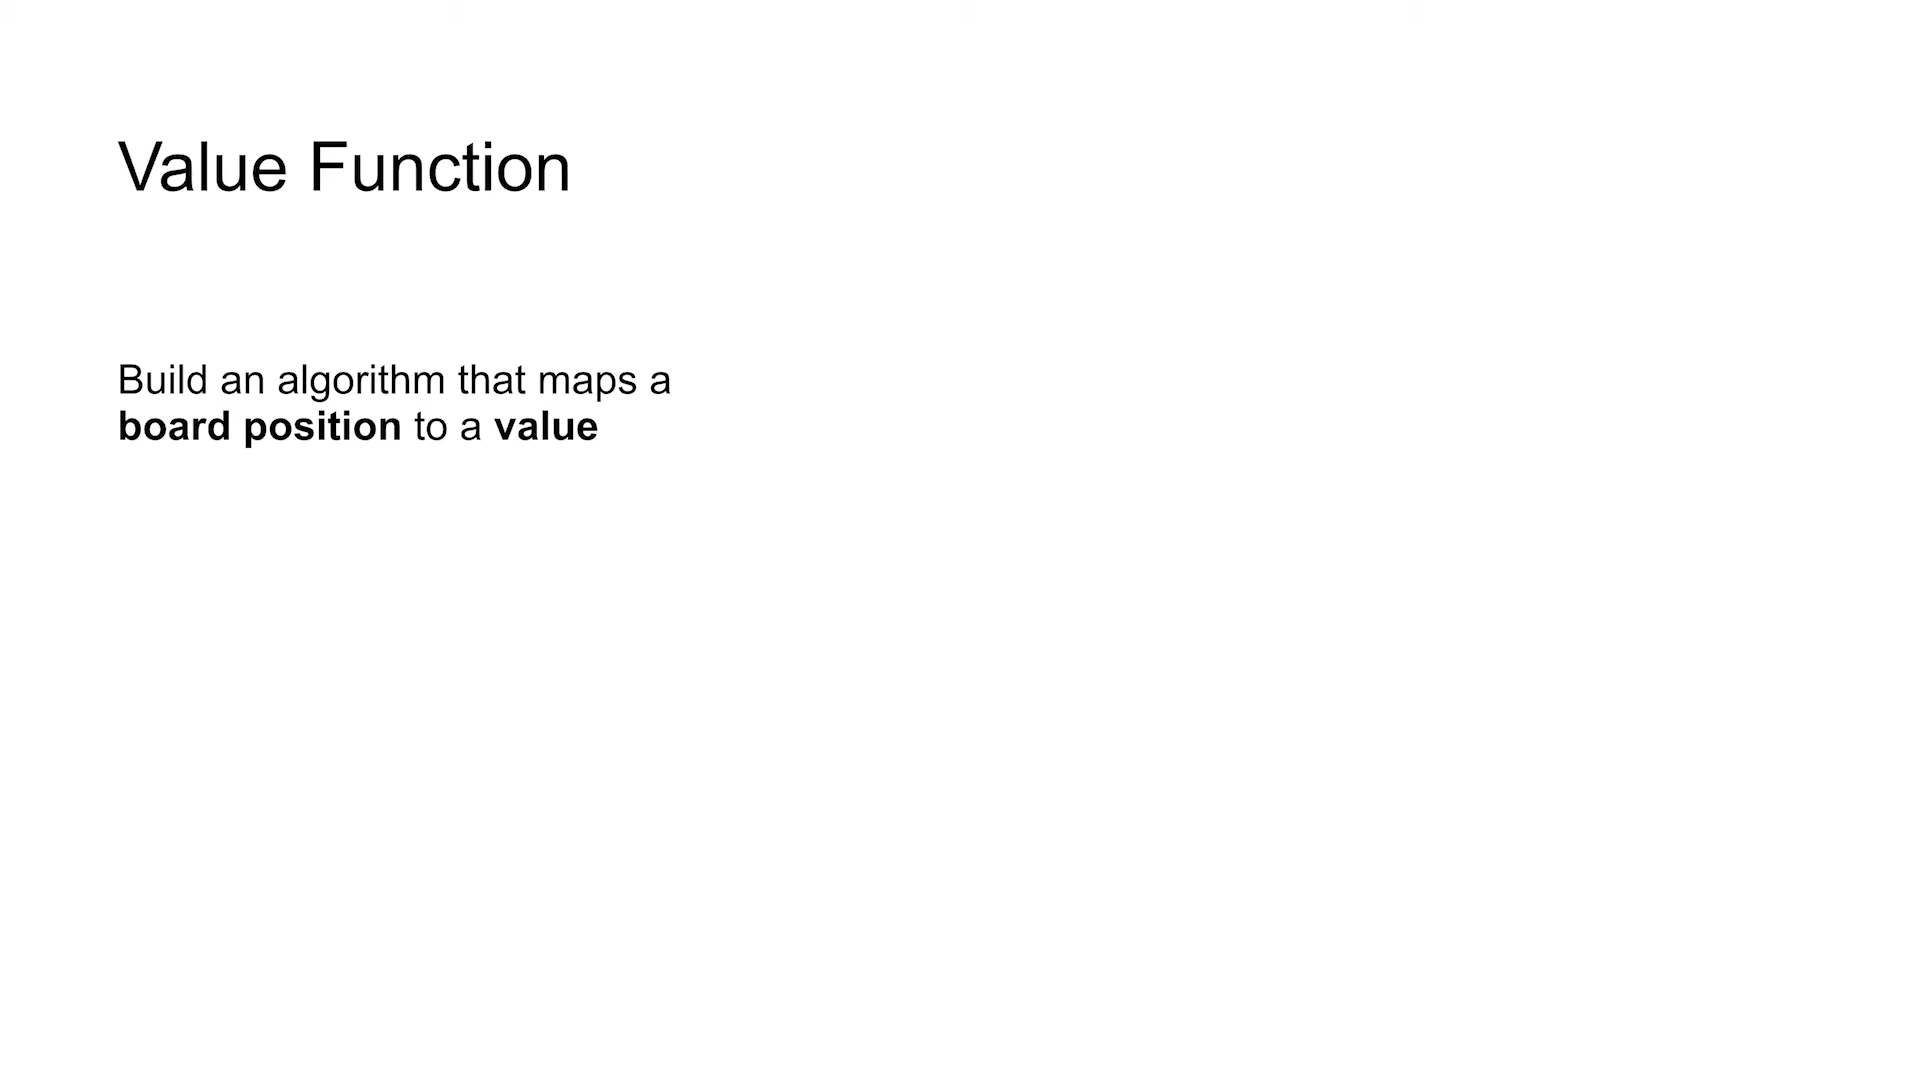 Value Function
Build an algorithm that maps a
board position to a value